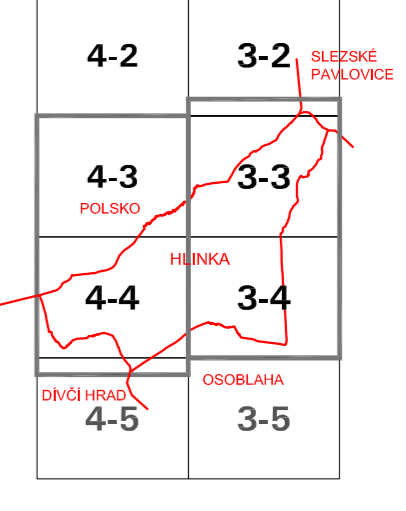 4-2
3-2
SLEZSKÉ
PAVLOVICE
4-3
3-3
POLSKO
HLINKA
4-4
3-4
DÍVČÍ HRAD
OSOBLAHA
4-5
3-5